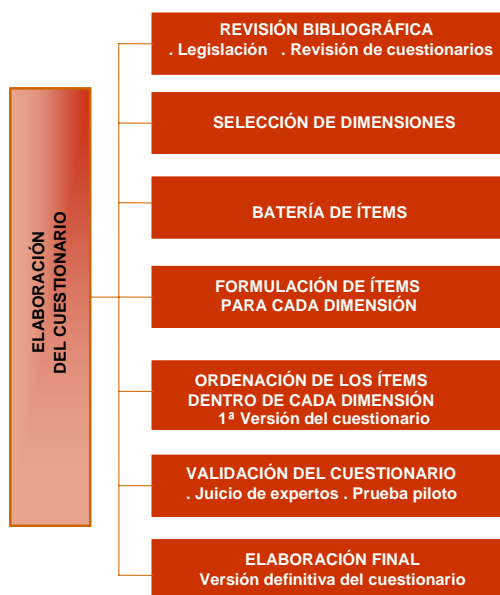 ELABORACIÓN
DEL CUESTIONARIO
REVISIÓN BIBLIOGRÁFICA
. Legislación . Revisión de cuestionarios
SELECCIÓN DE DIMENSIONES
BATERÍA DE ÍTEMS
FORMULACIÓN DE ÍTEMS
PARA CADA DIMENSIÓN
ORDENACIÓN DE LOS ÍTEMS
DENTRO DE CADA DIMENSIÓN
1ª Versión del cuestionario
VALIDACIÓN DEL CUESTIONARIO
. Juicio de expertos . Prueba piloto
ELABORACIÓN FINAL
Versión definitiva del cuestionario